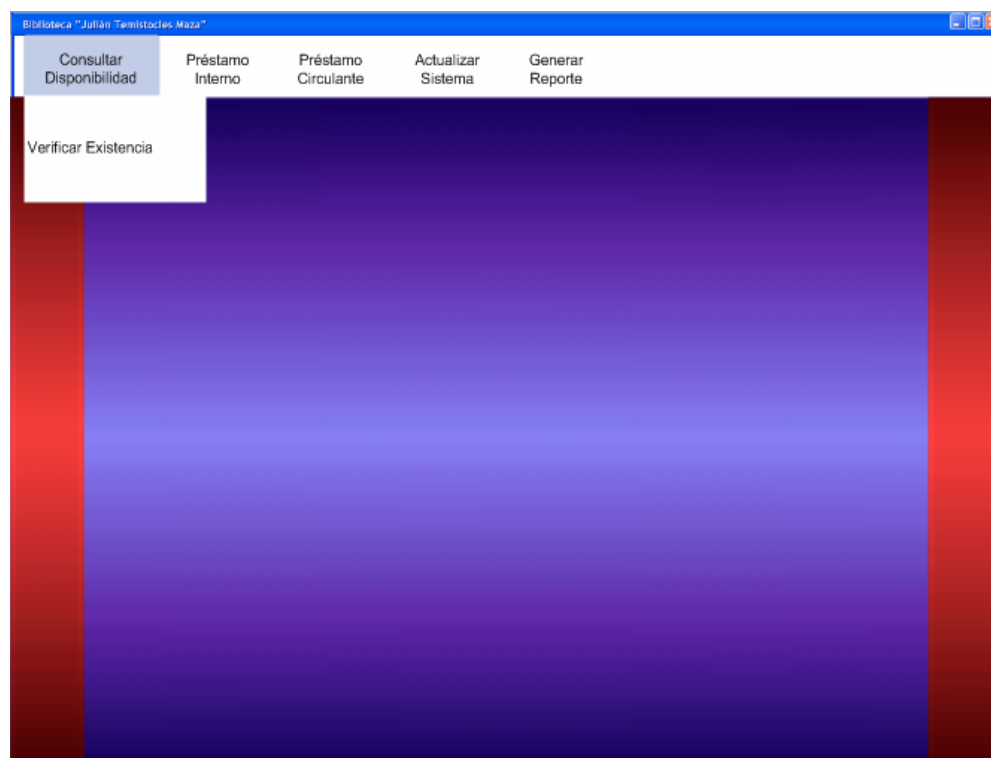 Biblioteca "Julián Temistocles Maza"
Consultar Disponibilidad
Préstamo Interno
Préstamo Circulante
Actualizar Sistema
Generar Reporte
Verificar Existencia